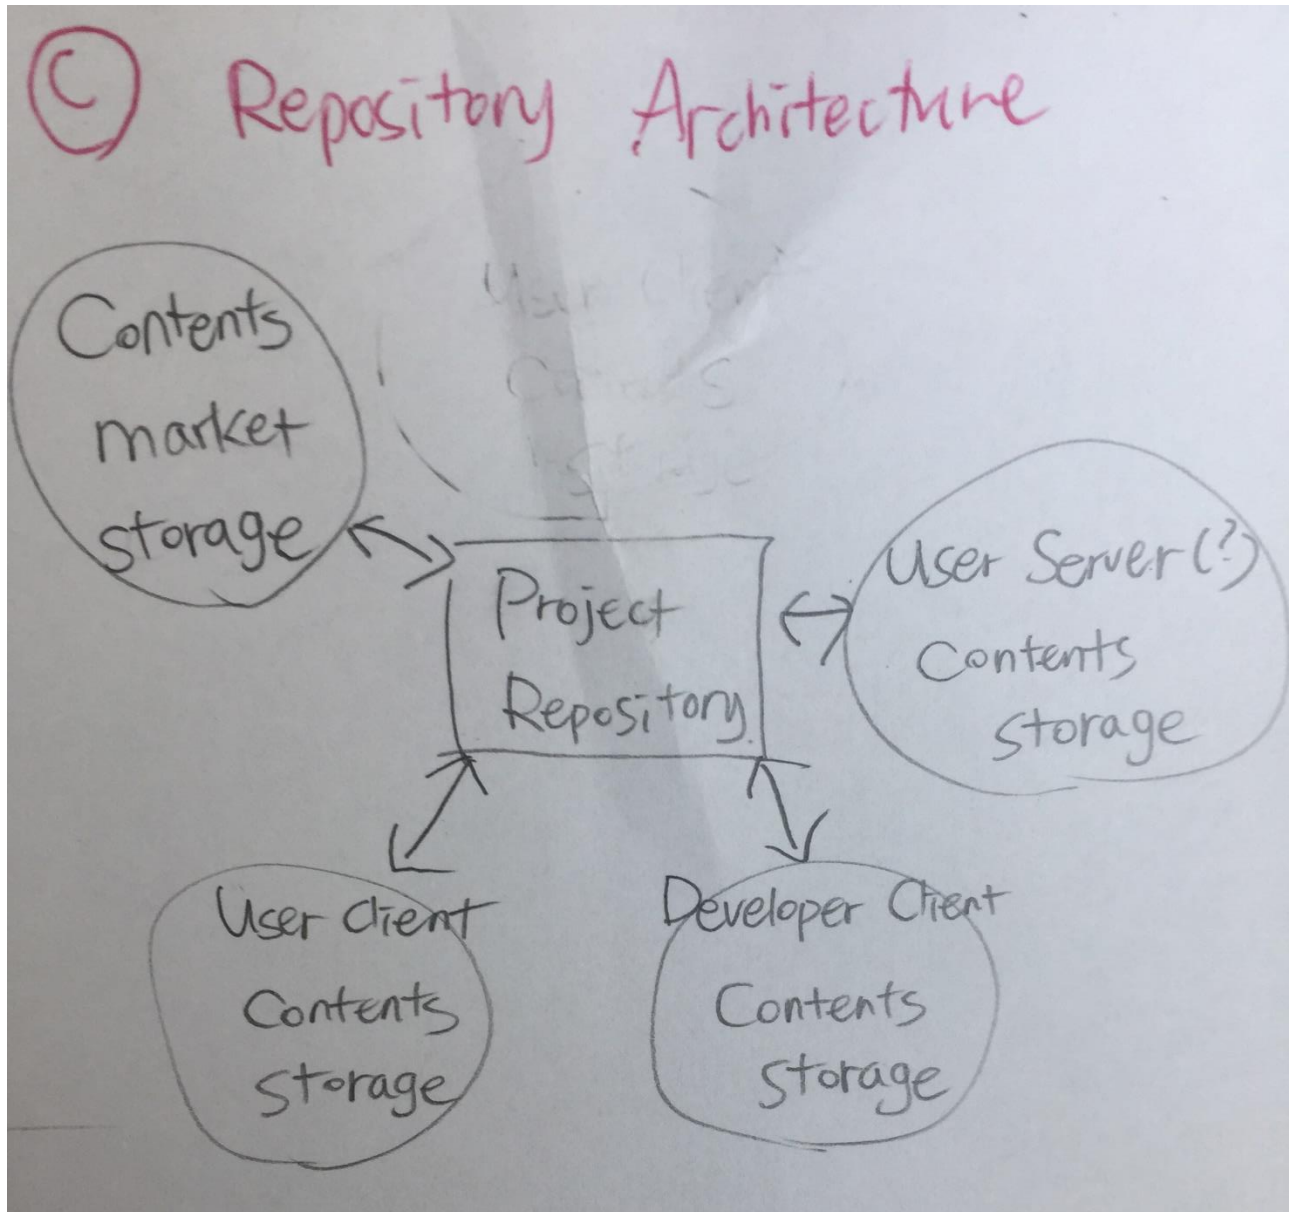 C Repository Architecture
Contents
market
storage
Project
Repository
User Server(?)
Contents
storage
User Client
Contents
storage
Developer Client
Contents
storage